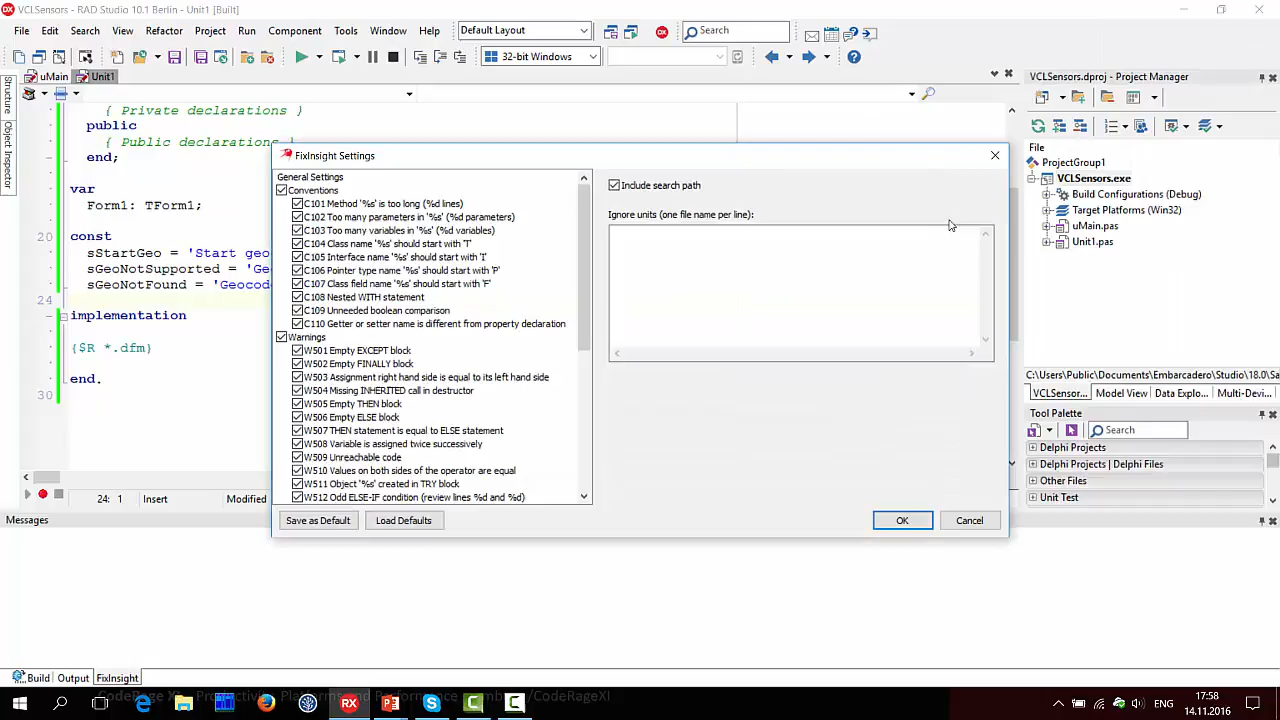 VCLSensors - RAD Studio 10.1 Berlin - Unit1 [Built]
File Edit Search View Refactor Project Run Component Tools Window Help Default Layout Search
32-bit Windows
uMain Unit1
Structure
Object Inspector
{ Private declarations }
public
{ Public declarations }
end;
var
Form1: TForm1;
20 const
sStartGeo = 'Start geo
sGeoNotSupported = 'Ge
sGeoNotFound = 'Geocod
24
implementation
{$R *.dfm}
end.
30
24: 1 Insert Modified
FixInsight Settings
General Settings
Conventions
C101 Method '%s' is too long (%d lines)
C102 Too many parameters in '%s' (%d parameters)
C103 Too many variables in '%s' (%d variables)
C104 Class name '%s' should start with 'T'
C105 Interface name '%s' should start with 'I'
C106 Pointer type name '%s' should start with 'P'
C107 Class field name '%s' should start with 'F'
C108 Nested WITH statement
C109 Unneeded boolean comparison
C110 Getter or setter name is different from property declaration
Warnings
W501 Empty EXCEPT block
W502 Empty FINALLY block
W503 Assignment right hand side is equal to its left hand side
W504 Missing INHERITED call in destructor
W505 Empty THEN block
W506 Empty ELSE block
W507 THEN statement is equal to ELSE statement
W508 Variable is assigned twice successively
W509 Unreachable code
W510 Values on both sides of the operator are equal
W511 Object '%s' created in TRY block
W512 Odd ELSE-IF condition (review lines %d and %d)
Include search path
Ignore units (one file name per line):
Save as Default Load Defaults OK Cancel
VCLSensors.dproj - Project Manager
File
ProjectGroup1
VCLSensors.exe
Build Configurations (Debug)
Target Platforms (Win32)
uMain.pas
Unit1.pas
C:\Users\Public\Documents\Embarcadero\Studio\18.0\Sa
VCLSensor... Model View Data Explo... Multi-Devi...
Tool Palette
Search
Delphi Projects
Delphi Projects | Delphi Files
Other Files
Unit Test
Messages
Build Output FixInsight
17:58
14.11.2016